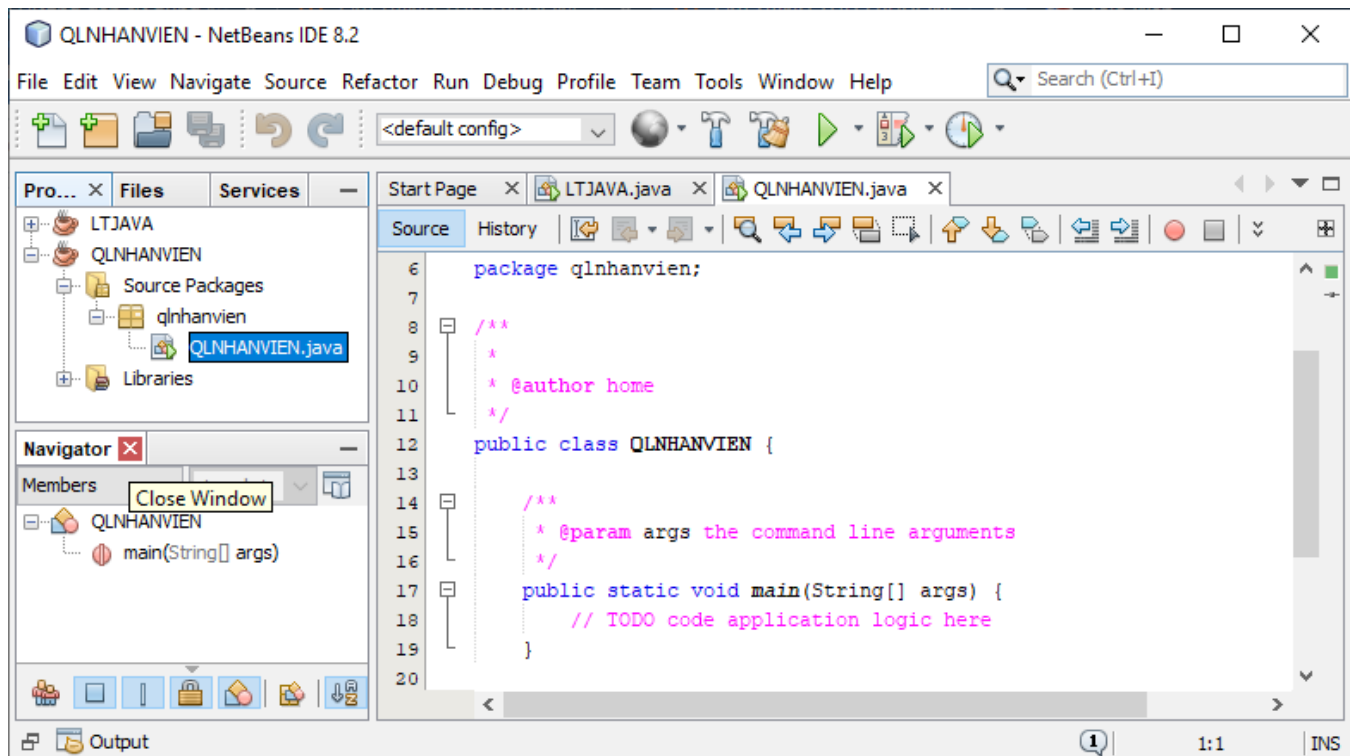 QLNHANVIEN - NetBeans IDE 8.2
File Edit View Navigate Source Refactor Run Debug Profile Team Tools Window Help
Search (Ctrl+I)
<default config>
Pro... Files Services
LTJAVA
QLNHANVIEN
Source Packages
qlnhanvien
QLNHANVIEN.java
Libraries
Navigator
Members
Close Window
QLNHANVIEN
main(String[] args)
Start Page LTJAVA.java QLNHANVIEN.java
Source History
6 package qlnhanvien;
7
8 /**
9 *
10 * @author home
11 */
12 public class QLNHANVIEN {
13
14 /**
15 * @param args the command line arguments
16 */
17 public static void main(String[] args) {
18 // TODO code application logic here
19 }
20
Output
1
1:1
INS